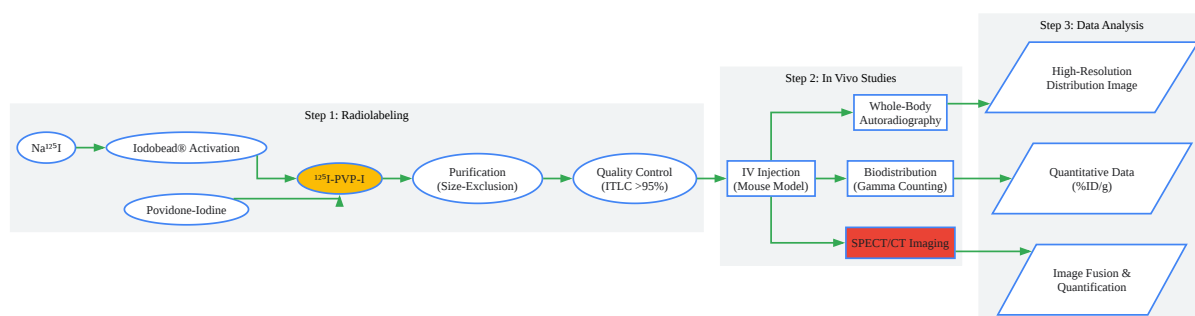 Step 1: Radiolabeling
Na¹²⁵I
Iodobead® Activation
Povidone-Iodine
¹²⁵I-PVP-I
Purification
(Size-Exclusion)
Quality Control
(ITLC >95%)
Step 2: In Vivo Studies
IV Injection
(Mouse Model)
Whole-Body
Autoradiography
Biodistribution
(Gamma Counting)
SPECT/CT Imaging
Step 3: Data Analysis
High-Resolution
Distribution Image
Quantitative Data
(%ID/g)
Image Fusion &
Quantification